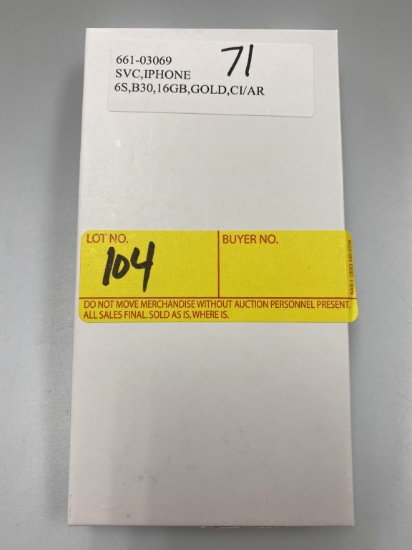 661-03069
71
SVC,IPHONE
6S,B30,16GB,GOLD,CI/AR
LOT NO.
104
BUYER NO.
DO NOT MOVE MERCHANDISE WITHOUT AUCTION PERSONNEL PRESENT.
ALL SALES FINAL. SOLD AS IS, WHERE IS.